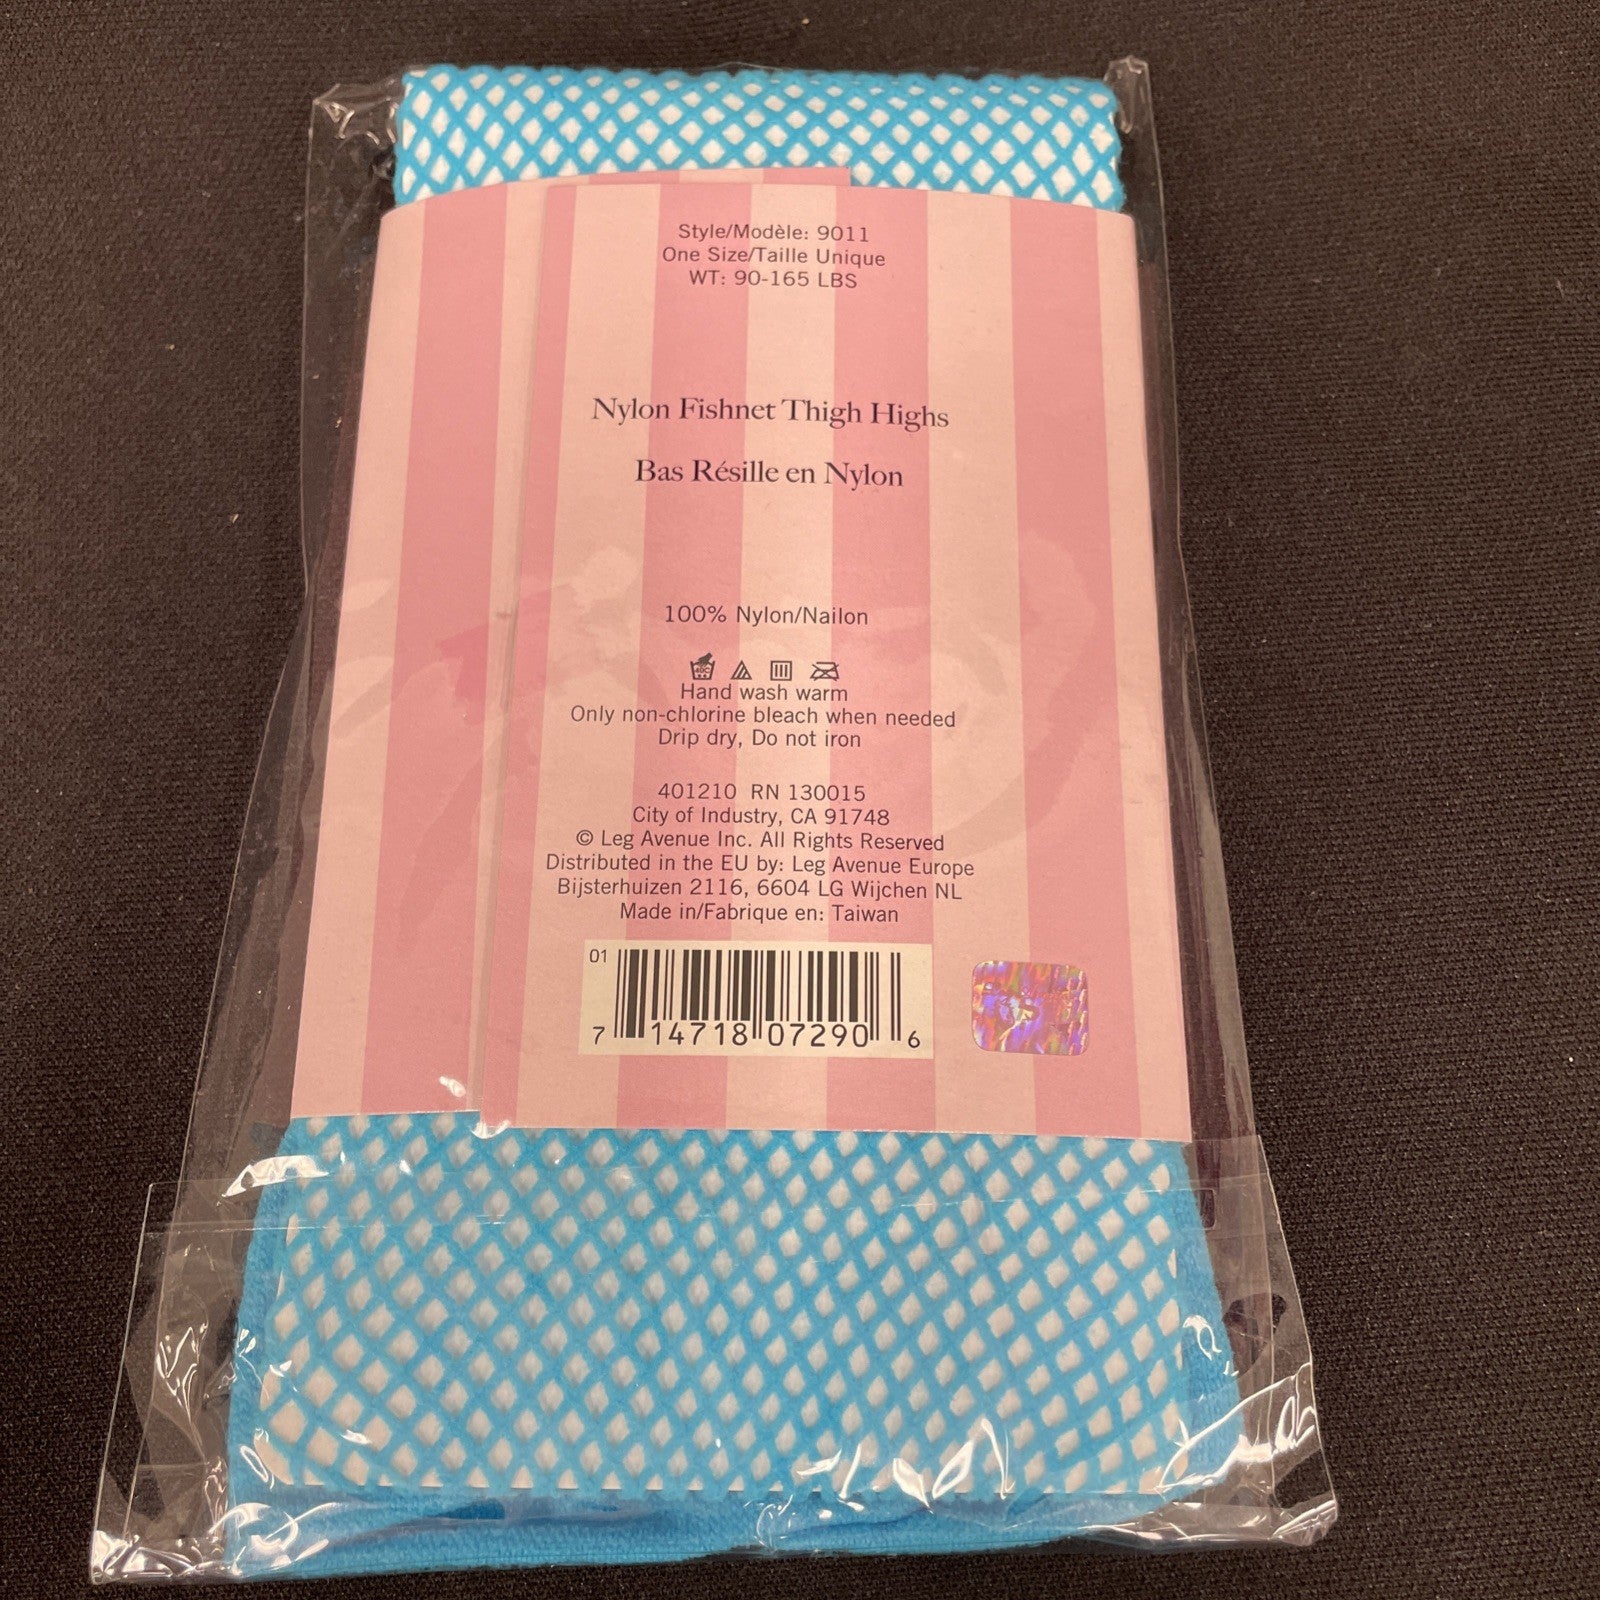 Style/Modèle: 9011
One Size/Taille Unique
WT: 90-165 LBS
Nylon Fishnet Thigh Highs
Bas Résille en Nylon
100% Nylon/Nailon
Hand wash warm
Only non-chlorine bleach when needed
Drip dry, Do not iron
401210 RN 130015
City of Industry, CA 91748
© Leg Avenue Inc. All Rights Reserved
Distributed in the EU by: Leg Avenue Europe
Bijsterhuizen 2116, 6604 LG Wijchen NL
Made in/Fabrique en: Taiwan
01
7 14718 07290 6